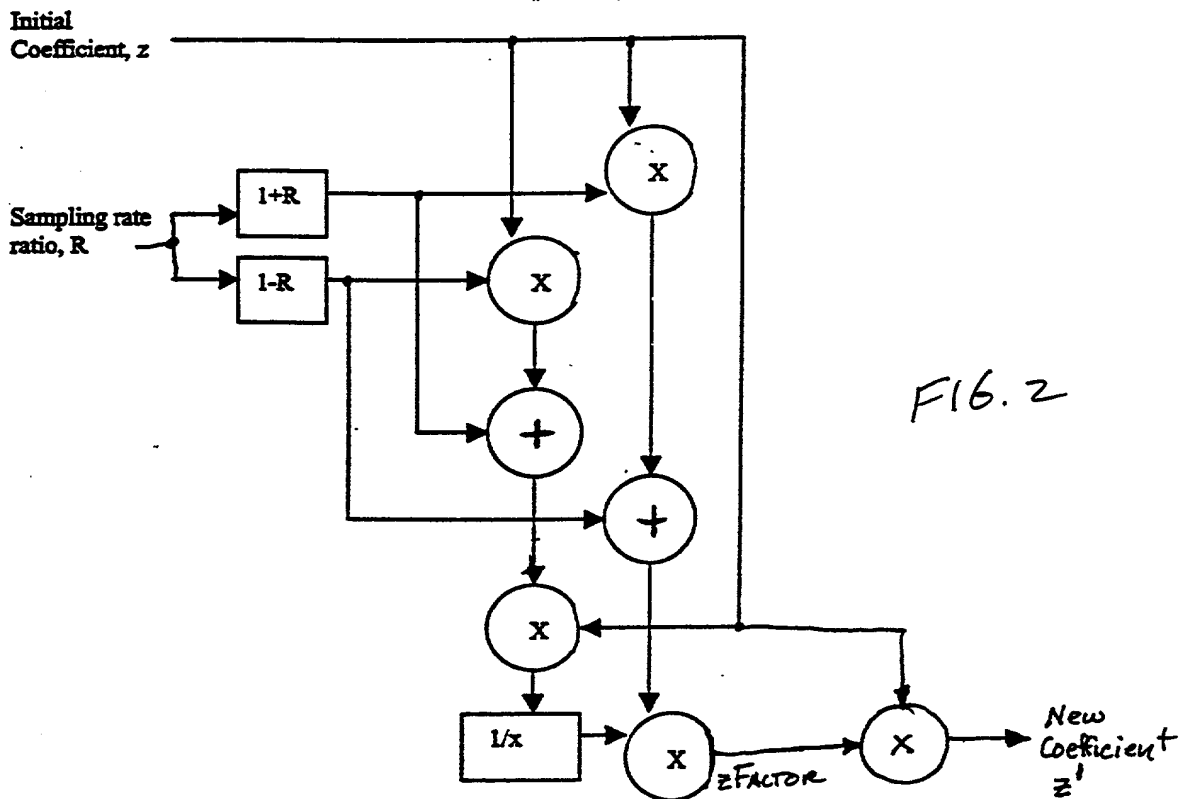 Initial
Coefficient, z
x
1+R
Sampling rate
ratio, R
1-R
x
+
FIG. 2
+
x
1/x
x
zFACTOR
x
New
Coefficient
z'